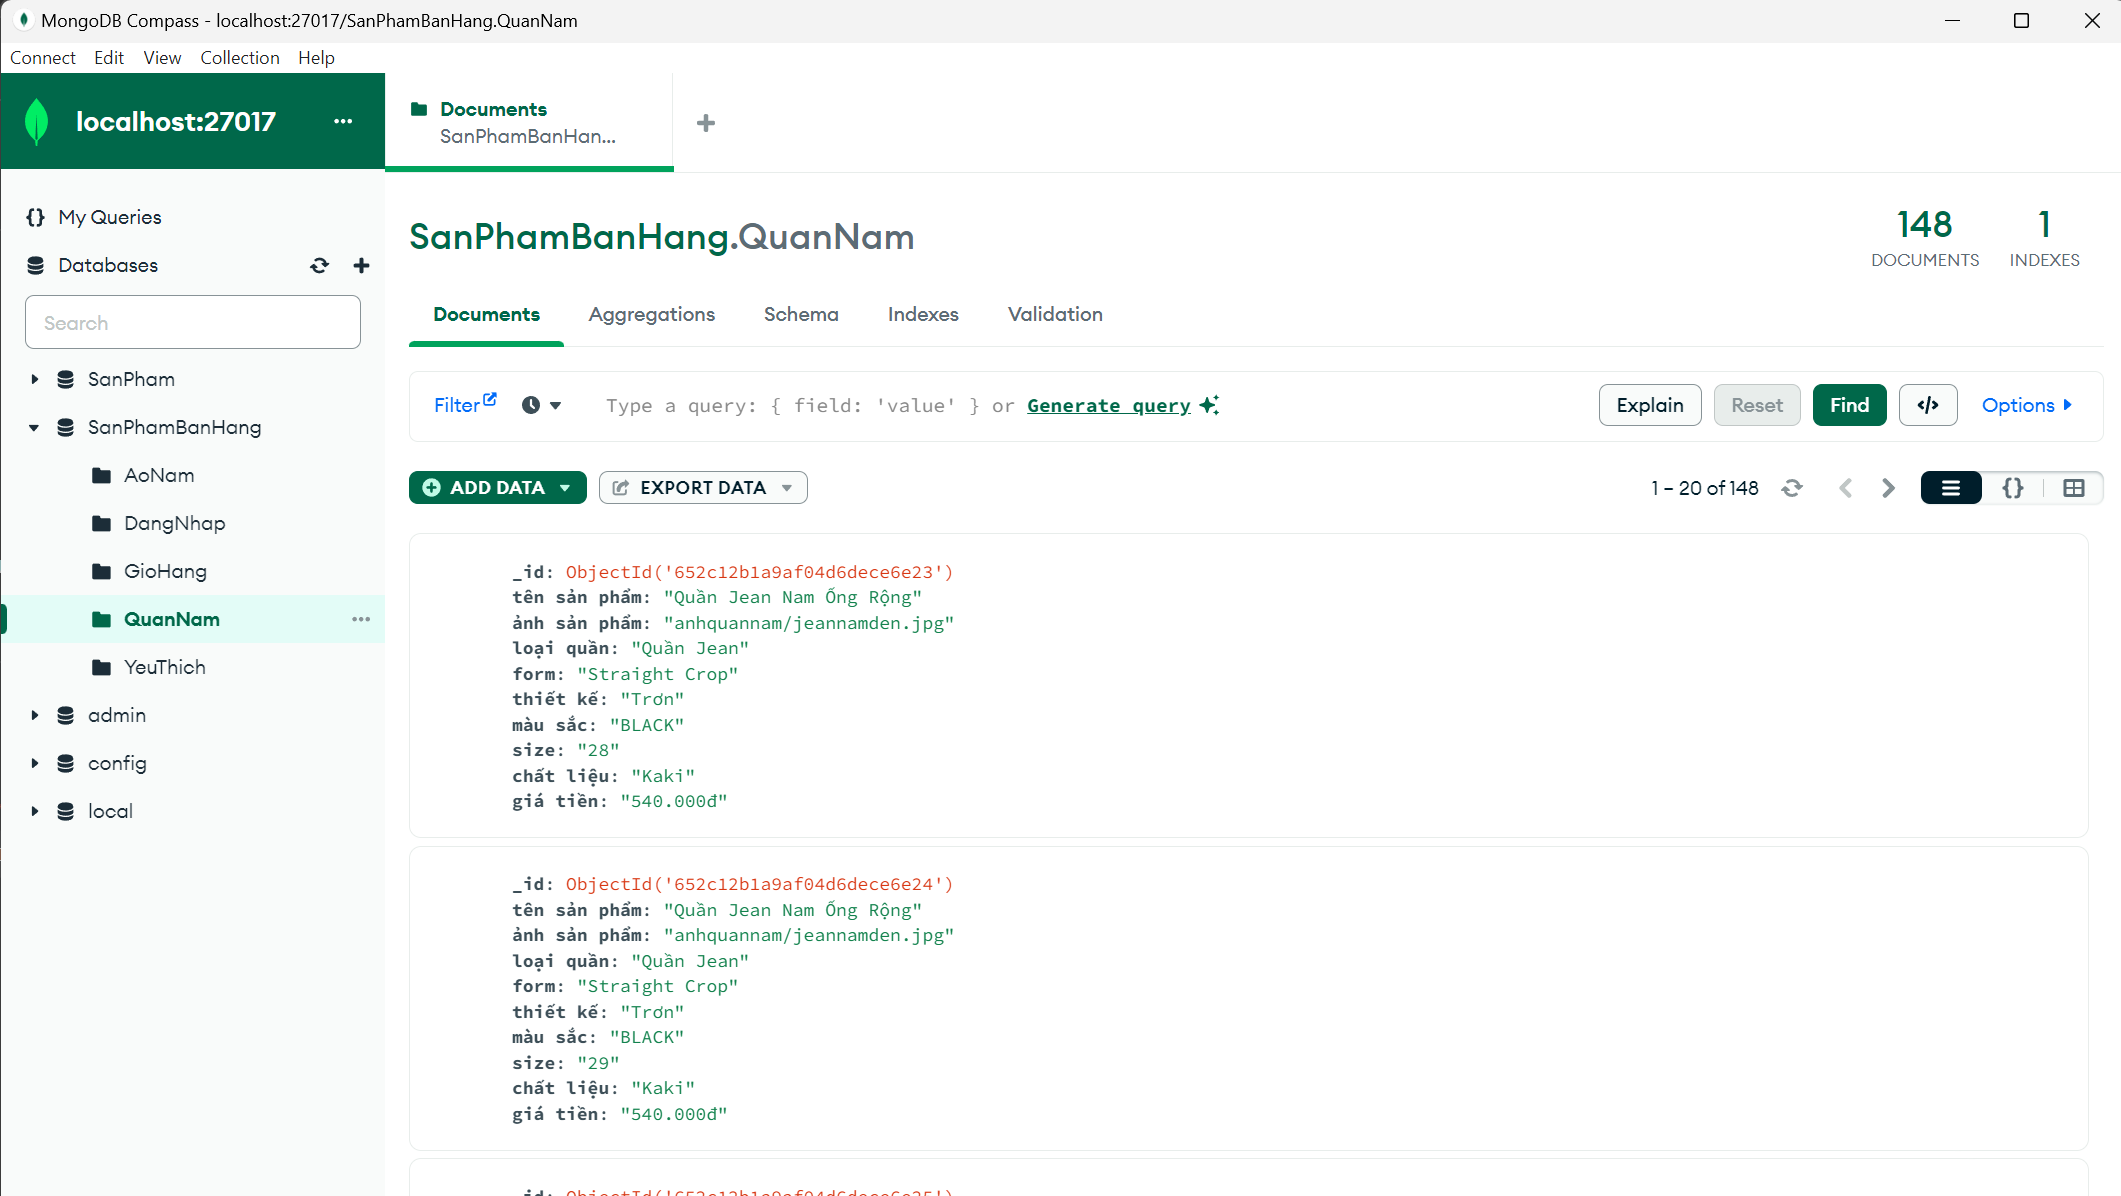 MongoDB Compass - localhost:27017/SanPhamBanHang.QuanNam
Connect Edit View Collection Help
localhost:27017
Documents
SanPhamBanHan...
My Queries
Databases
Search
SanPham
SanPhamBanHang
AoNam
DangNhap
GioHang
QuanNam
YeuThich
admin
config
local
SanPhamBanHang.QuanNam
148
DOCUMENTS
1
INDEXES
Documents Aggregations Schema Indexes Validation
Filter Type a query: { field: 'value' } or Generate query Explain Reset Find </> Options
ADD DATA EXPORT DATA 1 – 20 of 148 {}
_id: ObjectId('652c12b1a9af04d6dece6e23')
tên sản phẩm: "Quần Jean Nam Ống Rộng"
ảnh sản phẩm: "anhquannam/jeannamden.jpg"
loại quần: "Quần Jean"
form: "Straight Crop"
thiết kế: "Trơn"
màu sắc: "BLACK"
size: "28"
chất liệu: "Kaki"
giá tiền: "540.000đ"
_id: ObjectId('652c12b1a9af04d6dece6e24')
tên sản phẩm: "Quần Jean Nam Ống Rộng"
ảnh sản phẩm: "anhquannam/jeannamden.jpg"
loại quần: "Quần Jean"
form: "Straight Crop"
thiết kế: "Trơn"
màu sắc: "BLACK"
size: "29"
chất liệu: "Kaki"
giá tiền: "540.000đ"